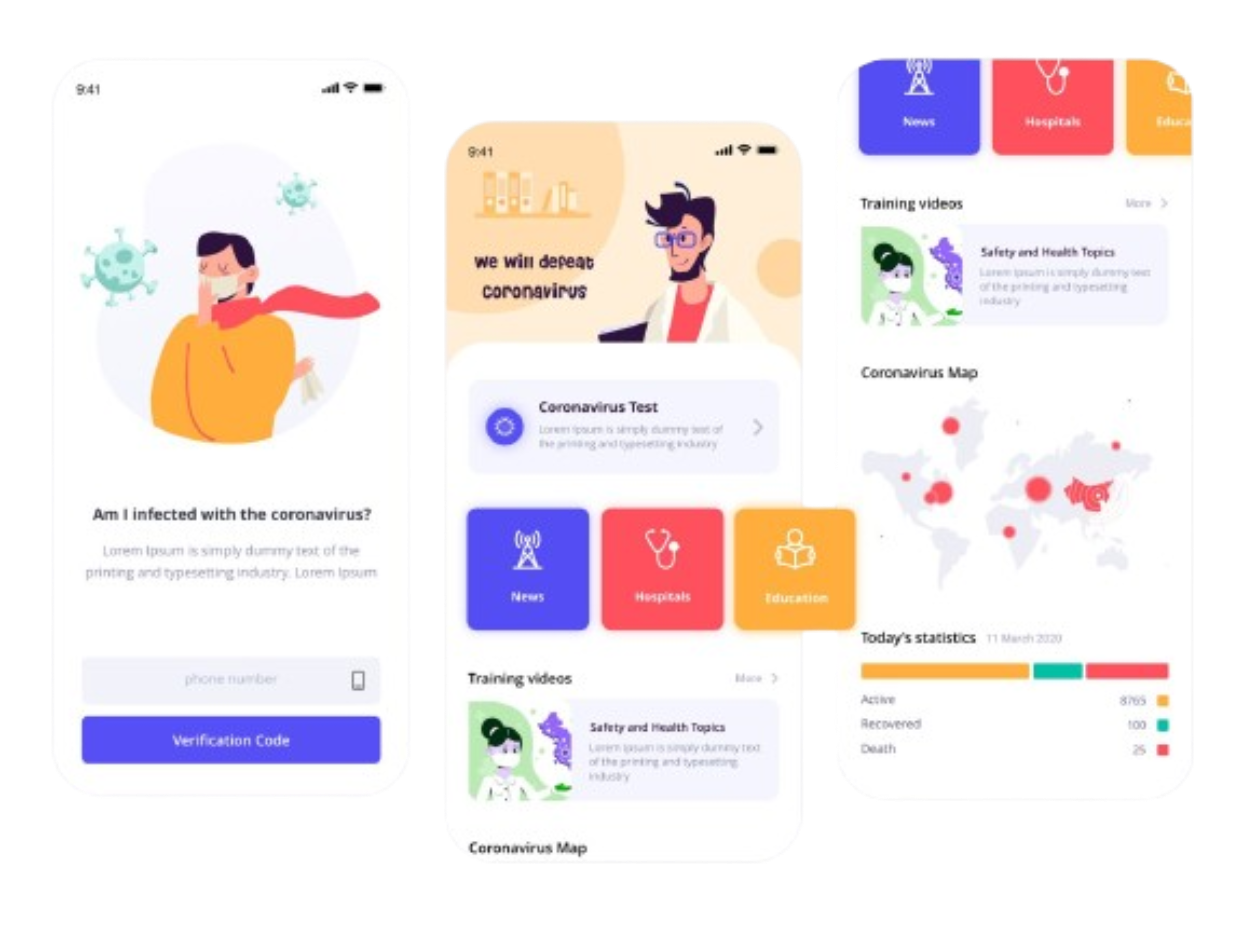 9:41
Am I infected with the coronavirus?
Lorem Ipsum is simply dummy text of the
printing and typesetting industry. Lorem Ipsum
phone number
Verification Code
9:41
we will defeat
coronavirus
Coronavirus Test
Lorem Ipsum is simply dummy text of
the printing and typesetting industry
News
Hospitals
Education
Training videos
More
Safety and Health Topics
Lorem Ipsum is simply dummy text
of the printing and typesetting
industry
Coronavirus Map
News
Hospitals
Educa
Training videos
More
Safety and Health Topics
Lorem Ipsum is simply dummy text
of the printing and typesetting
industry
Coronavirus Map
Today's statistics 11 March 2020
Active 8765
Recovered 100
Death 25